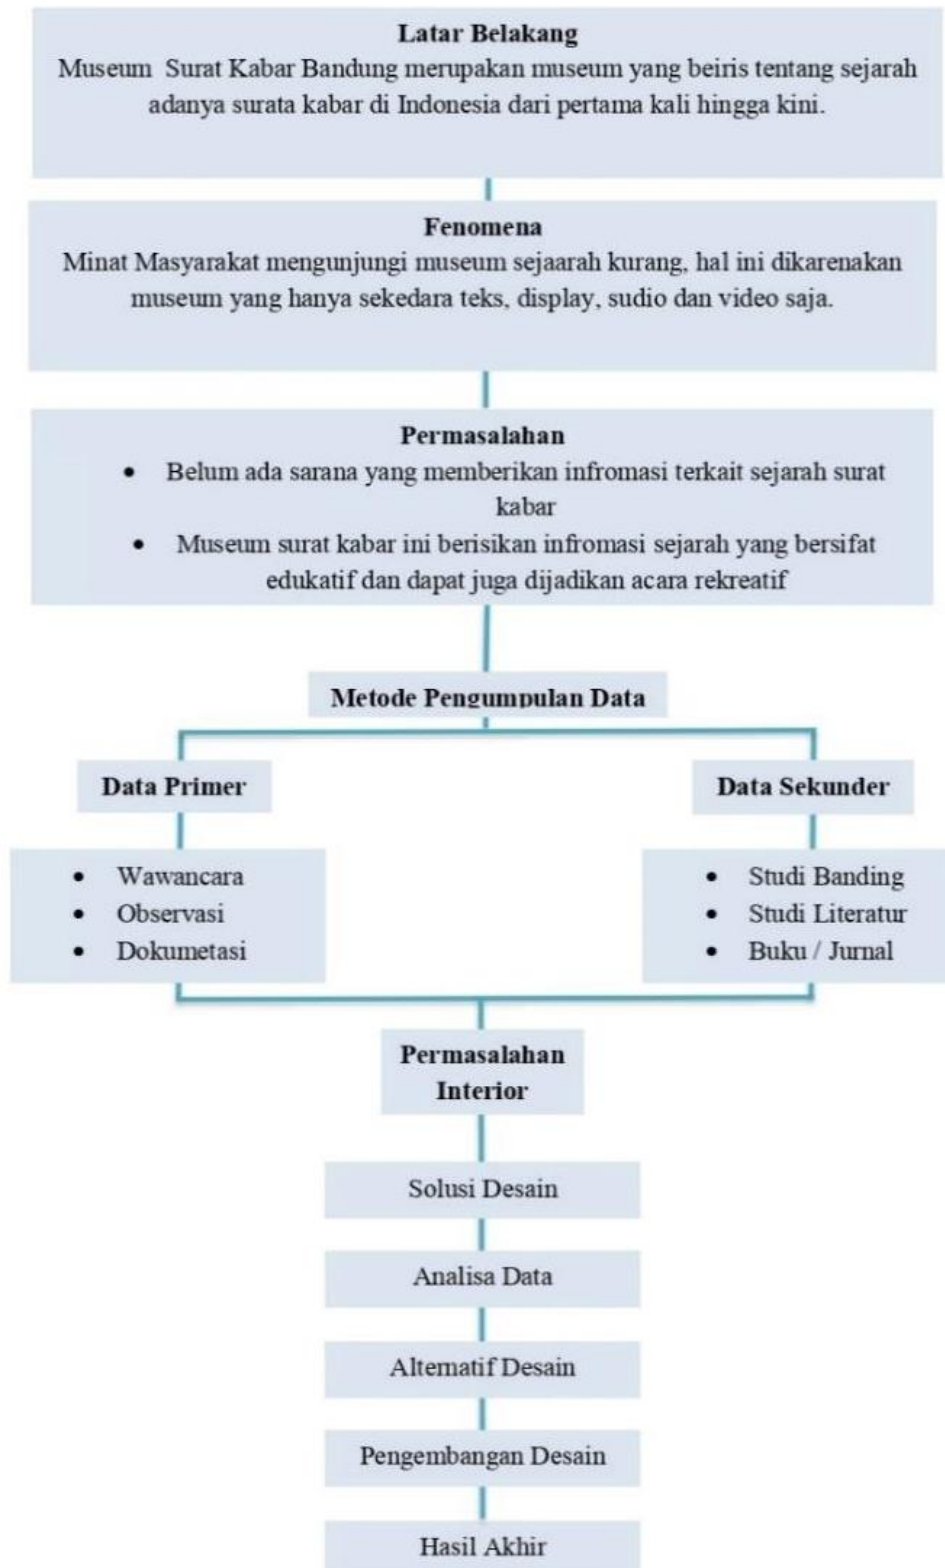 Latar Belakang
Museum Surat Kabar Bandung merupakan museum yang beiris tentang sejarah
adanya surata kabar di Indonesia dari pertama kali hingga kini.
Fenomena
Minat Masyarakat mengunjungi museum sejaarah kurang, hal ini dikarenakan
museum yang hanya sekedara teks, display, sudio dan video saja.
Permasalahan
• Belum ada sarana yang memberikan infromasi terkait sejarah surat
kabar
• Museum surat kabar ini berisikan infromasi sejarah yang bersifat
edukatif dan dapat juga dijadikan acara rekreatif
Metode Pengumpulan Data
Data Primer
• Wawancara
• Observasi
• Dokumetasi
Data Sekunder
• Studi Banding
• Studi Literatur
• Buku / Jurnal
Permasalahan
Interior
Solusi Desain
Analisa Data
Alternatif Desain
Pengembangan Desain
Hasil Akhir